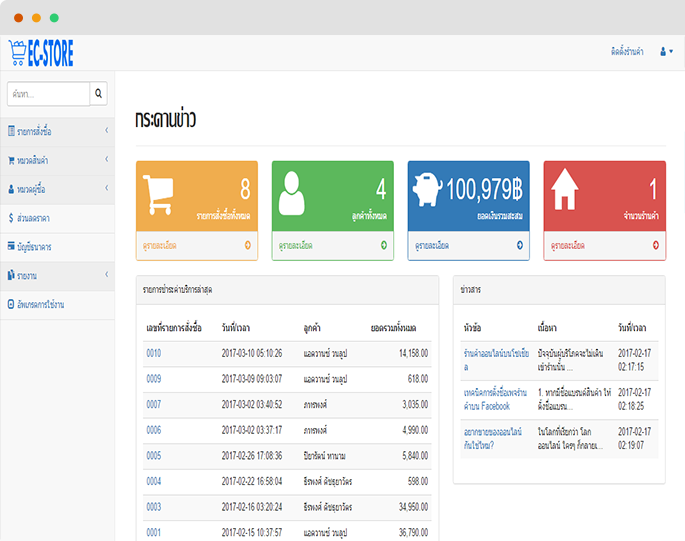 EC-STORE
ติดตั้งร้านค้า
ค้นหา...
รายการสั่งซื้อ
หมวดสินค้า
หมวดผู้ซื้อ
ส่วนลดราคา
บัญชีธนาคาร
รายงาน
อัพเกรดการใช้งาน
กระดานข่าว
8
รายการสั่งซื้อทั้งหมด
ดูรายละเอียด
4
ลูกค้าทั้งหมด
ดูรายละเอียด
100,979฿
ยอดเงินรวมสะสม
ดูรายละเอียด
1
จำนวนร้านค้า
ดูรายละเอียด
รายการชำระค่าบริการล่าสุด
เลขที่รายการสั่งซื้อ วันที่/เวลา ลูกค้า ยอดรวมทั้งหมด
0010 2017-03-10 05:10:26 แอดวานซ์ วนลูป 14,158.00
0009 2017-03-09 09:03:07 แอดวานซ์ วนลูป 618.00
0007 2017-03-02 03:40:52 ภารพงศ์ 3,035.00
0006 2017-03-02 03:37:17 ภารพงศ์ 4,990.00
0005 2017-02-26 17:08:36 ปิยารัตน์ ทานาม 5,840.00
0004 2017-02-22 16:58:04 ธีรพงศ์ ดิษฐยาวัตร 598.00
0003 2017-02-16 03:20:24 ธีรพงศ์ ดิษฐยาวัตร 34,950.00
0001 2017-02-15 10:37:57 แอดวานซ์ วนลูป 36,790.00
ข่าวสาร
หัวข้อ เนื้อหา วันที่/เวลา
ร้านค้าออนไลน์บนโซเชีย ปัจจุบันผู้บริโภคจะไม่เดิน 2017-02-17
ล เข้าร้านนั้น ... 02:17:15
เทคนิคการตั้งชื่อเพจร้าน 1. หากมีชื่อแบรนด์สินค้า ให้ 2017-02-17
ค้าบน Facebook ตั้งชื่อแบรน... 02:18:25
อยากขายของออนไลน์ ในโลกที่เรียกว่า โลก 2017-02-17
กันใช่ไหม? ออนไลน์ ใครๆ ก็กลายเ... 02:19:07